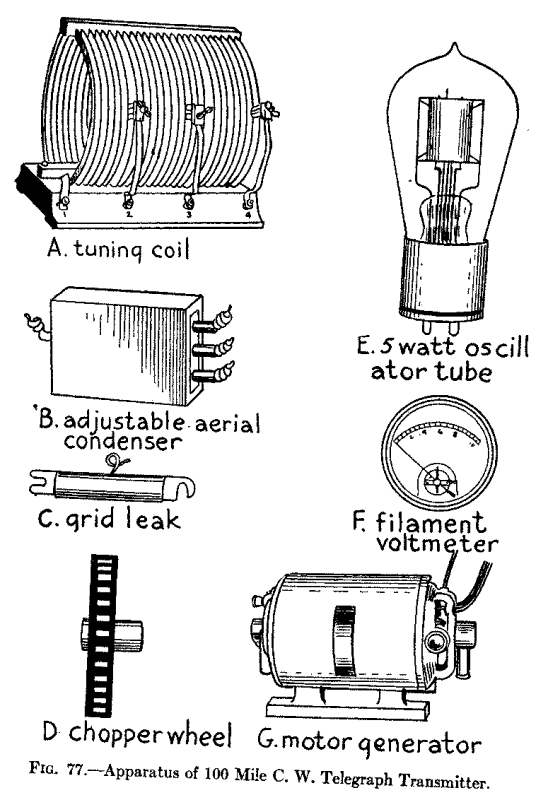 1 2 3 4
A. tuning coil
B. adjustable aerial
condenser
C. grid leak
D chopper wheel
E. 5 watt oscill
ator tube
F. filament
voltmeter
G. motor generator
FIG. 77.—Apparatus of 100 Mile C. W. Telegraph Transmitter.